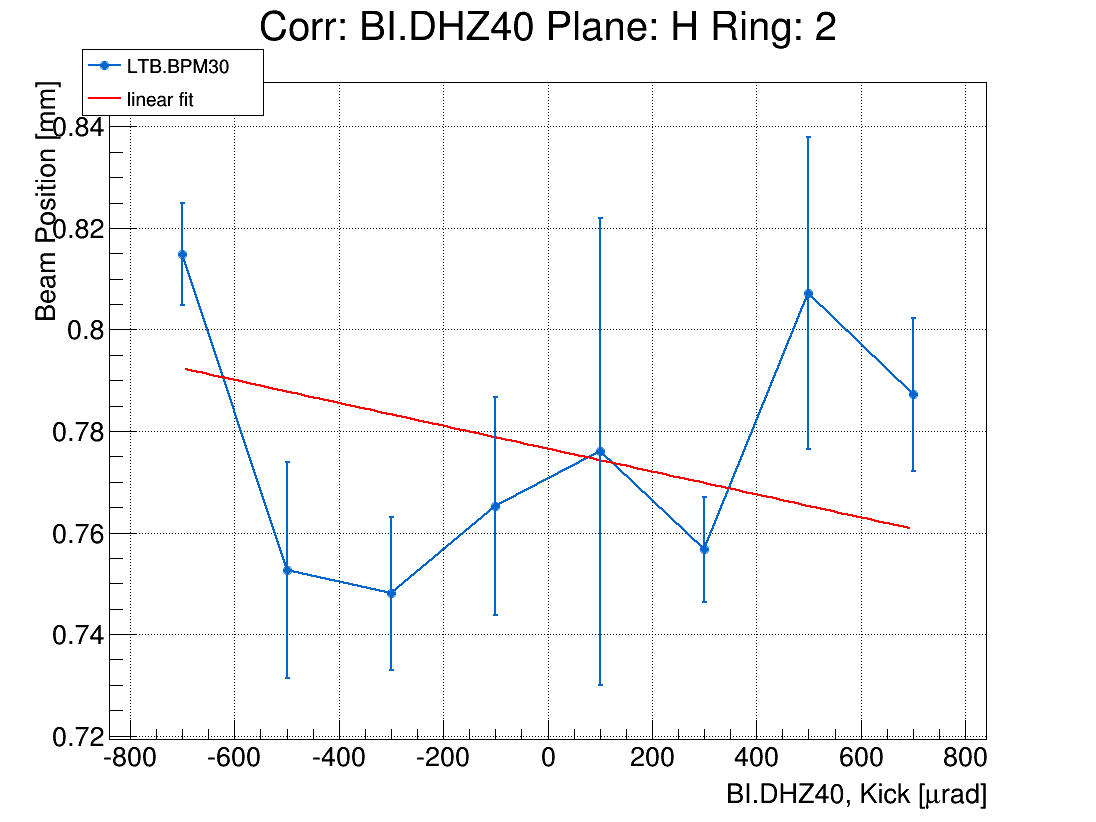 Corr: BI.DHZ40 Plane: H Ring: 2
LTB.BPM30
linear fit
Beam Position [mm]
0.84
0.82
0.8
0.78
0.76
0.74
0.72
-800 -600 -400 -200 0 200 400 600 800
BI.DHZ40, Kick [μrad]